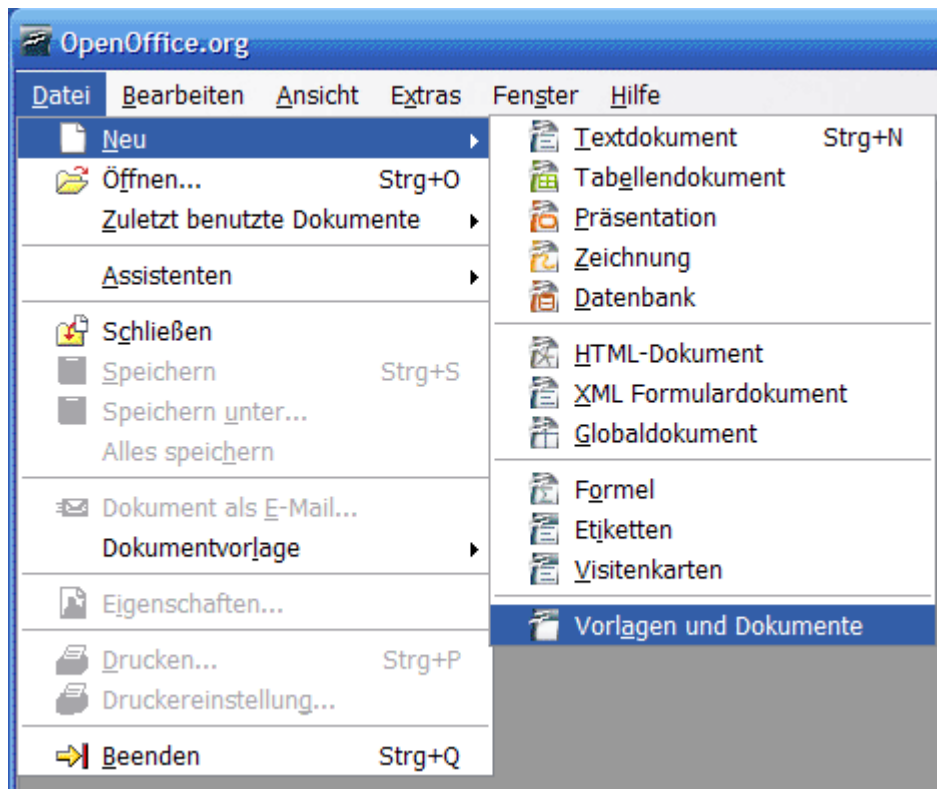 OpenOffice.org
Datei Bearbeiten Ansicht Extras Fenster Hilfe
Neu
Öffnen... Strg+O
Zuletzt benutzte Dokumente
Assistenten
Schließen
Speichern Strg+S
Speichern unter...
Alles speichern
Dokument als E-Mail...
Dokumentvorlage
Eigenschaften...
Drucken... Strg+P
Druckereinstellung...
Beenden Strg+Q
Textdokument Strg+N
Tabellendokument
Präsentation
Zeichnung
Datenbank
HTML-Dokument
XML Formulardokument
Globaldokument
Formel
Etiketten
Visitenkarten
Vorlagen und Dokumente